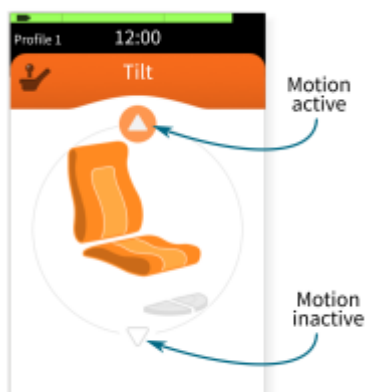 Profile 1 12:00
Tilt
Motion
active
Motion
inactive